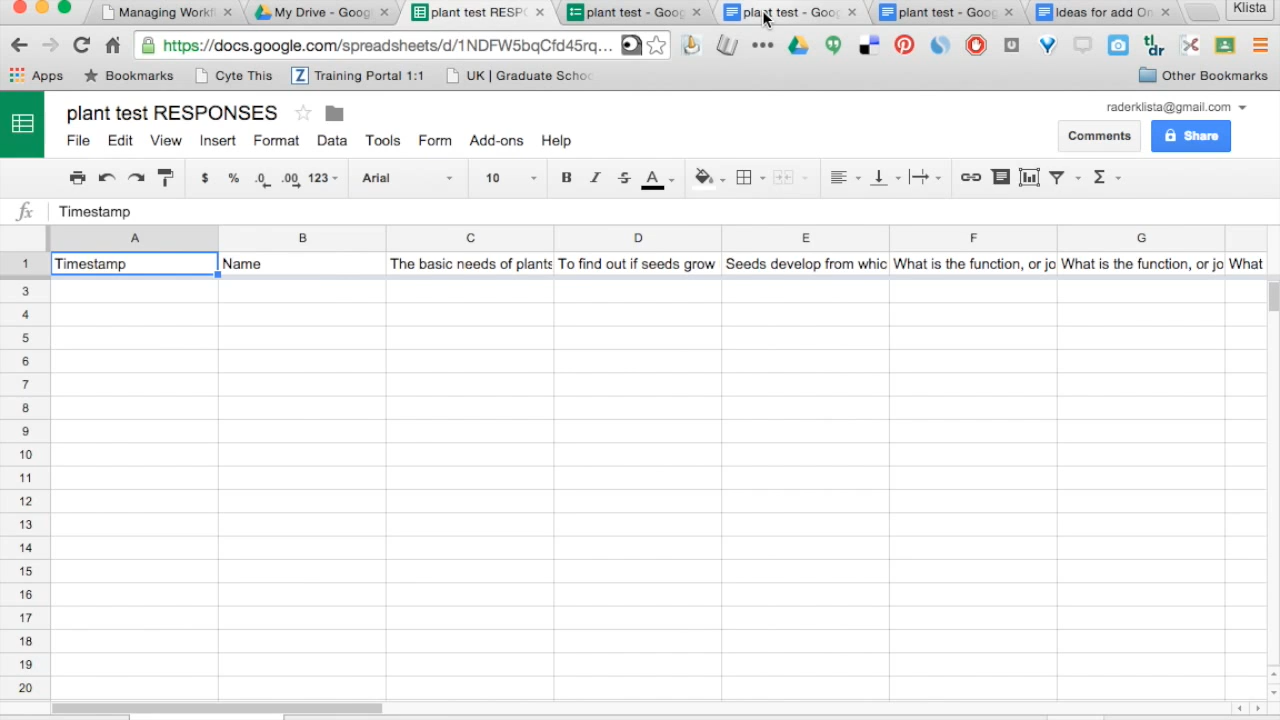 Klista
Managing Workf
My Drive - Googl
plant test RESPO
plant test - Goog
plant test - Goog
plant test - Goog
Ideas for add On
https://docs.google.com/spreadsheets/d/1NDFW5bqCfd45rq...
tl;dr
Apps
Bookmarks
Cyte This
Z Training Portal 1:1
UK | Graduate Schoo
Other Bookmarks
plant test RESPONSES
raderklista@gmail.com
File Edit View Insert Format Data Tools Form Add-ons Help
Comments
Share
$ % .0 .00 123 Arial 10 B I S A Σ
fx Timestamp
A B C D E F G
1 Timestamp Name The basic needs of plants To find out if seeds grow Seeds develop from whic What is the function, or jo What is the function, or jo What
3
4
5
6
7
8
9
10
11
12
13
14
15
16
17
18
19
20